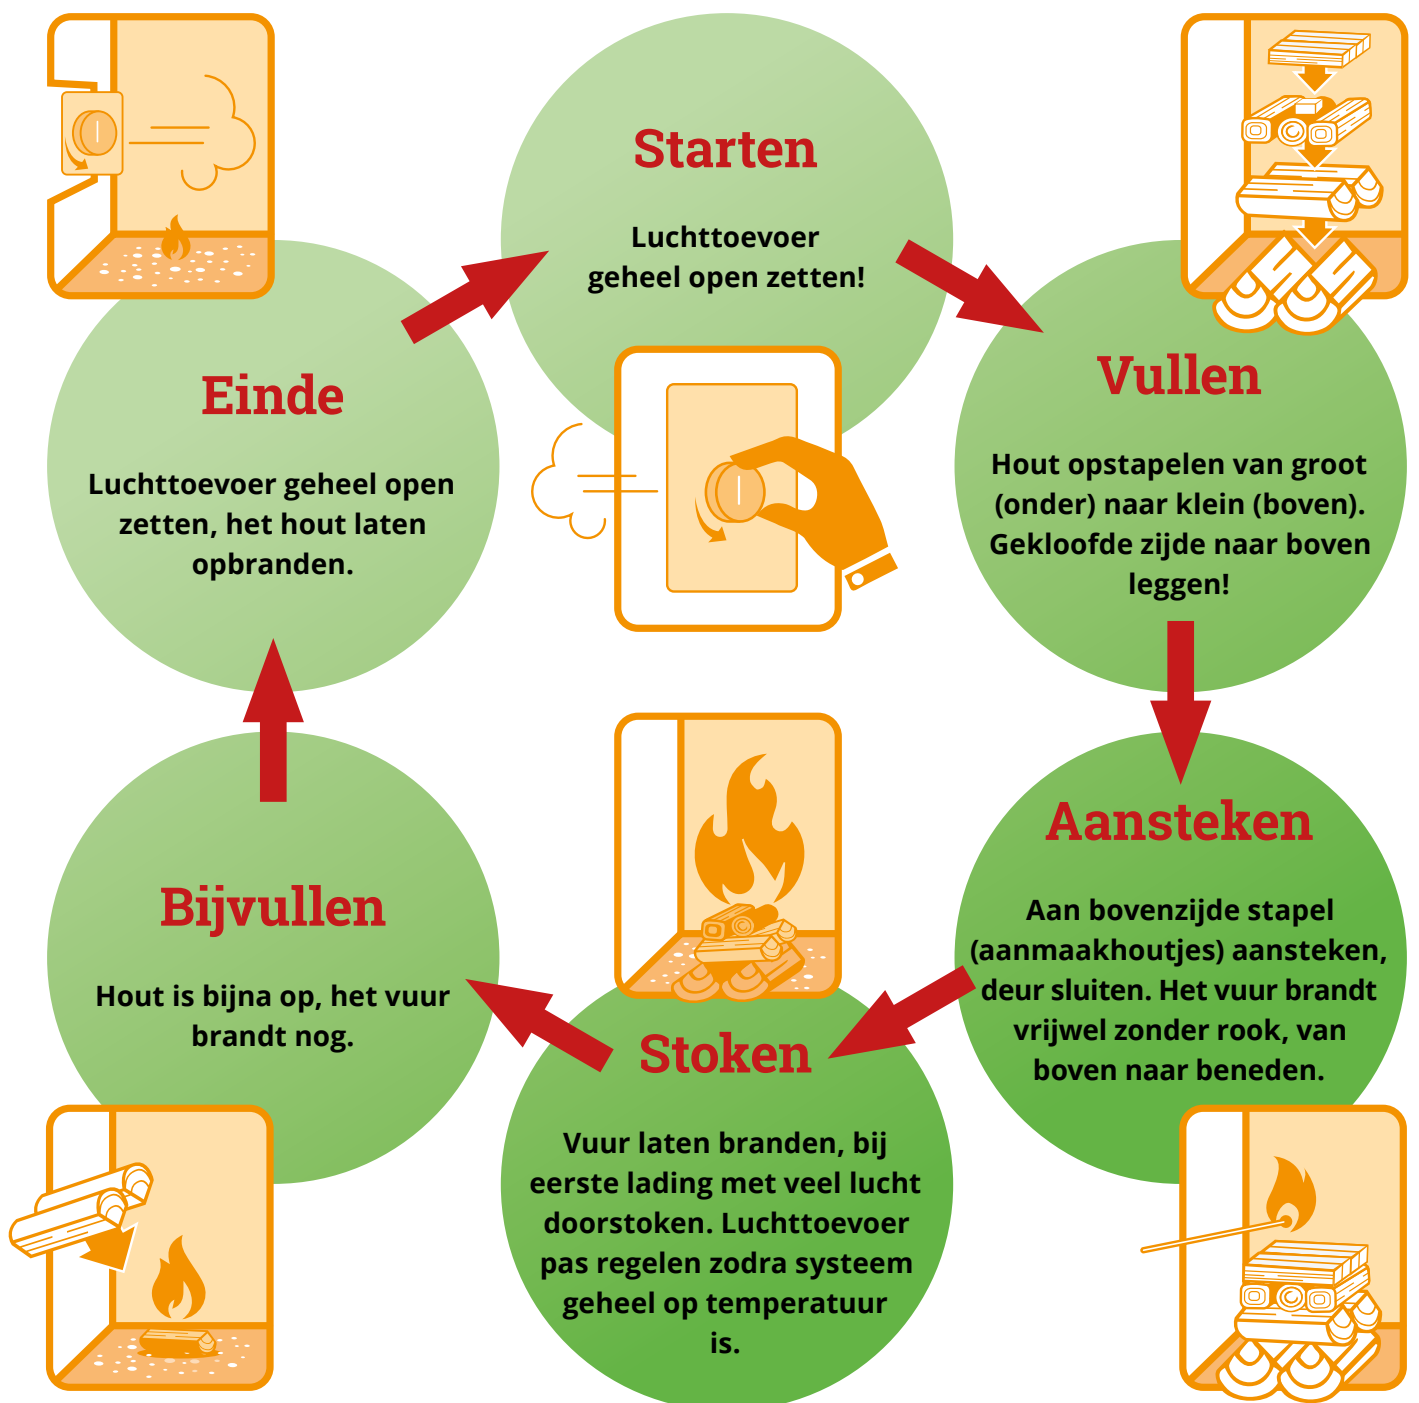 Starten
Luchttoevoer
geheel open zetten!
Vullen
Hout opstapelen van groot
(onder) naar klein (boven).
Gekloofde zijde naar boven
leggen!
Aansteken
Aan bovenzijde stapel
(aanmaakhoutjes) aansteken,
deur sluiten. Het vuur brandt
vrijwel zonder rook, van
boven naar beneden.
Stoken
Vuur laten branden, bij
eerste lading met veel lucht
doorstoken. Luchttoevoer
pas regelen zodra systeem
geheel op temperatuur
is.
Bijvullen
Hout is bijna op, het vuur
brandt nog.
Einde
Luchttoevoer geheel open
zetten, het hout laten
opbranden.